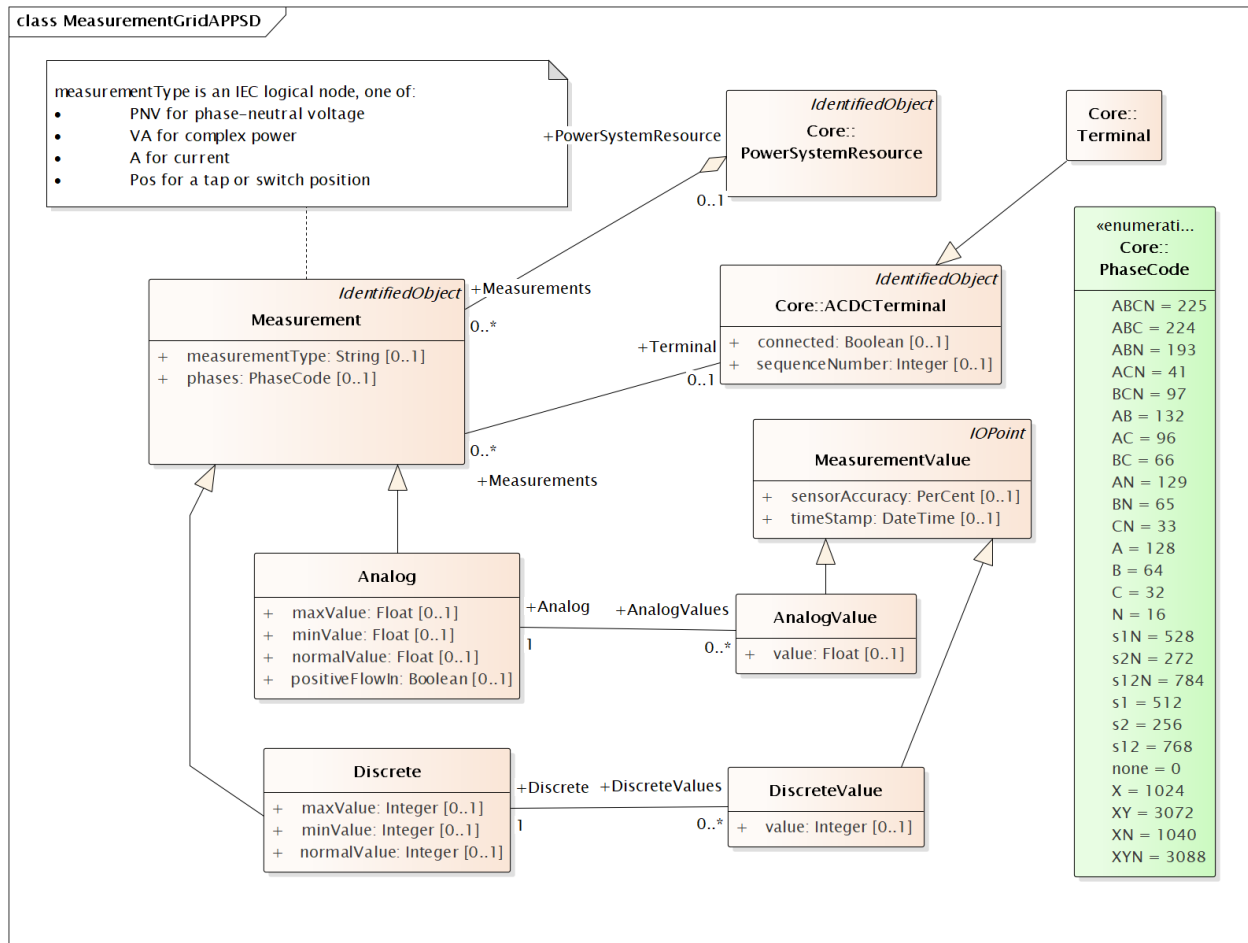 class MeasurementGridAPPSD
measurementType is an IEC logical node, one of:
• PNV for phase-neutral voltage
• VA for complex power
• A for current
• Pos for a tap or switch position
+PowerSystemResource
0..1
IdentifiedObject
Core::
PowerSystemResource
Core::
Terminal
IdentifiedObject
Measurement
+ measurementType: String [0..1]
+ phases: PhaseCode [0..1]
+Measurements
0..*
+Terminal
0..1
0..*
+Measurements
IdentifiedObject
Core::ACDCTerminal
+ connected: Boolean [0..1]
+ sequenceNumber: Integer [0..1]
IOPoint
MeasurementValue
+ sensorAccuracy: PerCent [0..1]
+ timeStamp: DateTime [0..1]
Analog
+ maxValue: Float [0..1]
+ minValue: Float [0..1]
+ normalValue: Float [0..1]
+ positiveFlowIn: Boolean [0..1]
+Analog
1
+AnalogValues
0..*
AnalogValue
+ value: Float [0..1]
Discrete
+ maxValue: Integer [0..1]
+ minValue: Integer [0..1]
+ normalValue: Integer [0..1]
+Discrete
1
+DiscreteValues
0..*
DiscreteValue
+ value: Integer [0..1]
«enumerati...
Core::
PhaseCode
ABCN = 225
ABC = 224
ABN = 193
ACN = 41
BCN = 97
AB = 132
AC = 96
BC = 66
AN = 129
BN = 65
CN = 33
A = 128
B = 64
C = 32
N = 16
s1N = 528
s2N = 272
s12N = 784
s1 = 512
s2 = 256
s12 = 768
none = 0
X = 1024
XY = 3072
XN = 1040
XYN = 3088